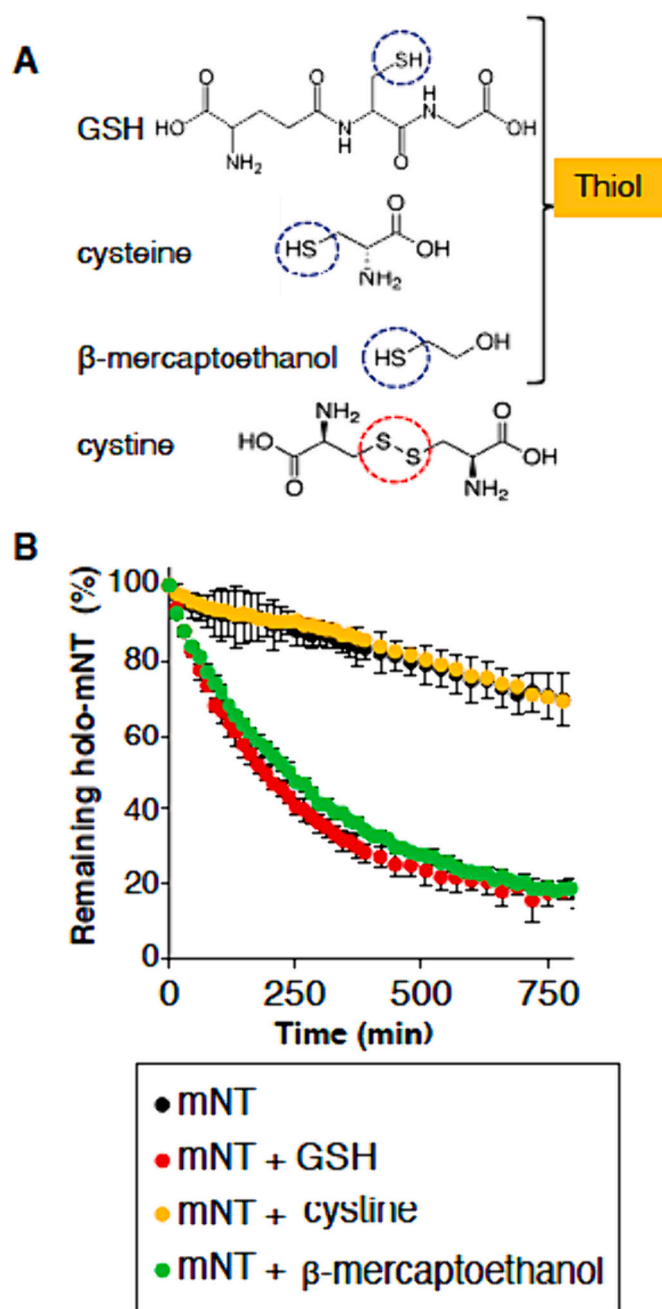 A
GSH
HO
O
NH₂
O
N
H
SH
O
H
N
O
OH
Thiol
cysteine
HS
O
OH
NH₂
β-mercaptoethanol
HS
OH
cystine
HO
O
NH₂
S
S
O
OH
NH₂
B
Remaining holo-mNT (%)
100
80
60
40
20
0
0 250 500 750
Time (min)
mNT
mNT + GSH
mNT + cystine
mNT + β-mercaptoethanol